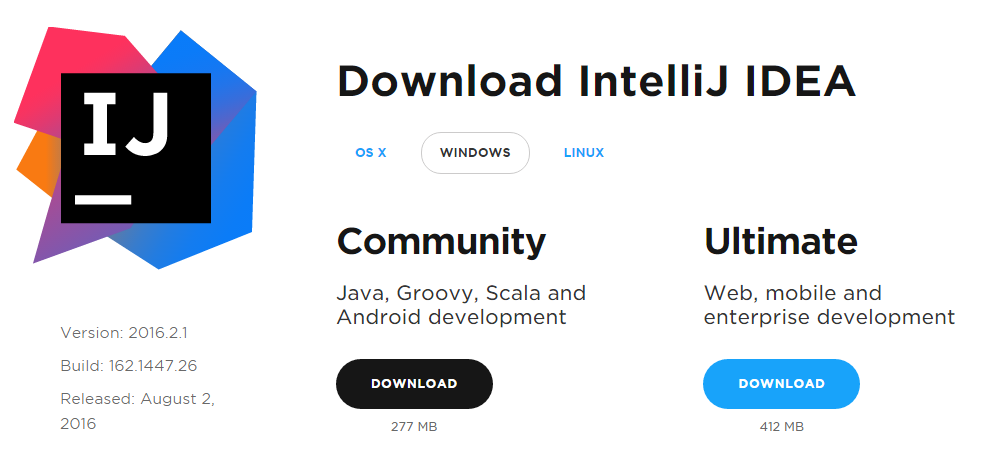 IJ
Download IntelliJ IDEA
OS X
WINDOWS
LINUX
Community
Java, Groovy, Scala and
Android development
DOWNLOAD
277 MB
Ultimate
Web, mobile and
enterprise development
DOWNLOAD
412 MB
Version: 2016.2.1
Build: 162.1447.26
Released: August 2,
2016